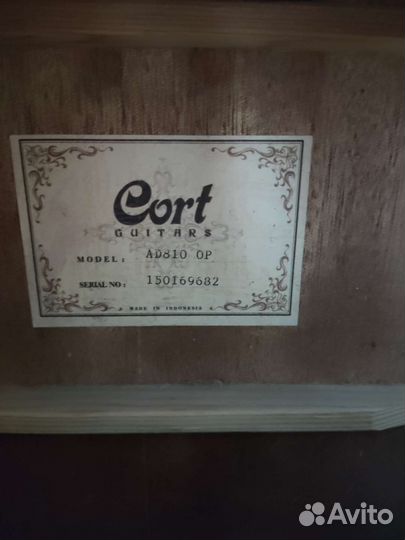 Cort
GUITARS
MODEL: AD810 OP
SERIAL NO: 150169682
MADE IN INDONESIA
Avito